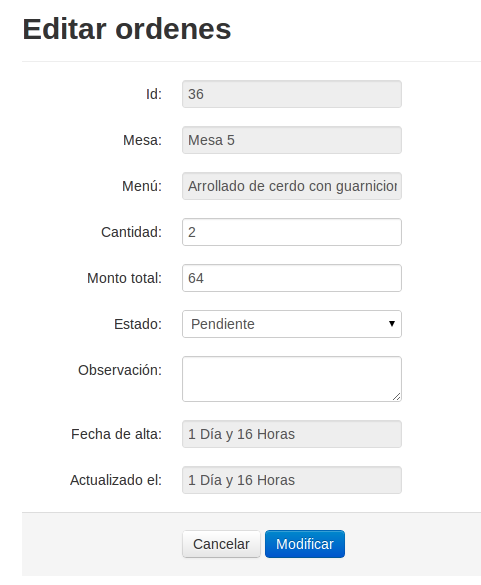 Editar ordenes
Id: 36
Mesa: Mesa 5
Menú: Arrollado de cerdo con guarnicion
Cantidad: 2
Monto total: 64
Estado: Pendiente
Observación:
Fecha de alta: 1 Día y 16 Horas
Actualizado el: 1 Día y 16 Horas
Cancelar Modificar